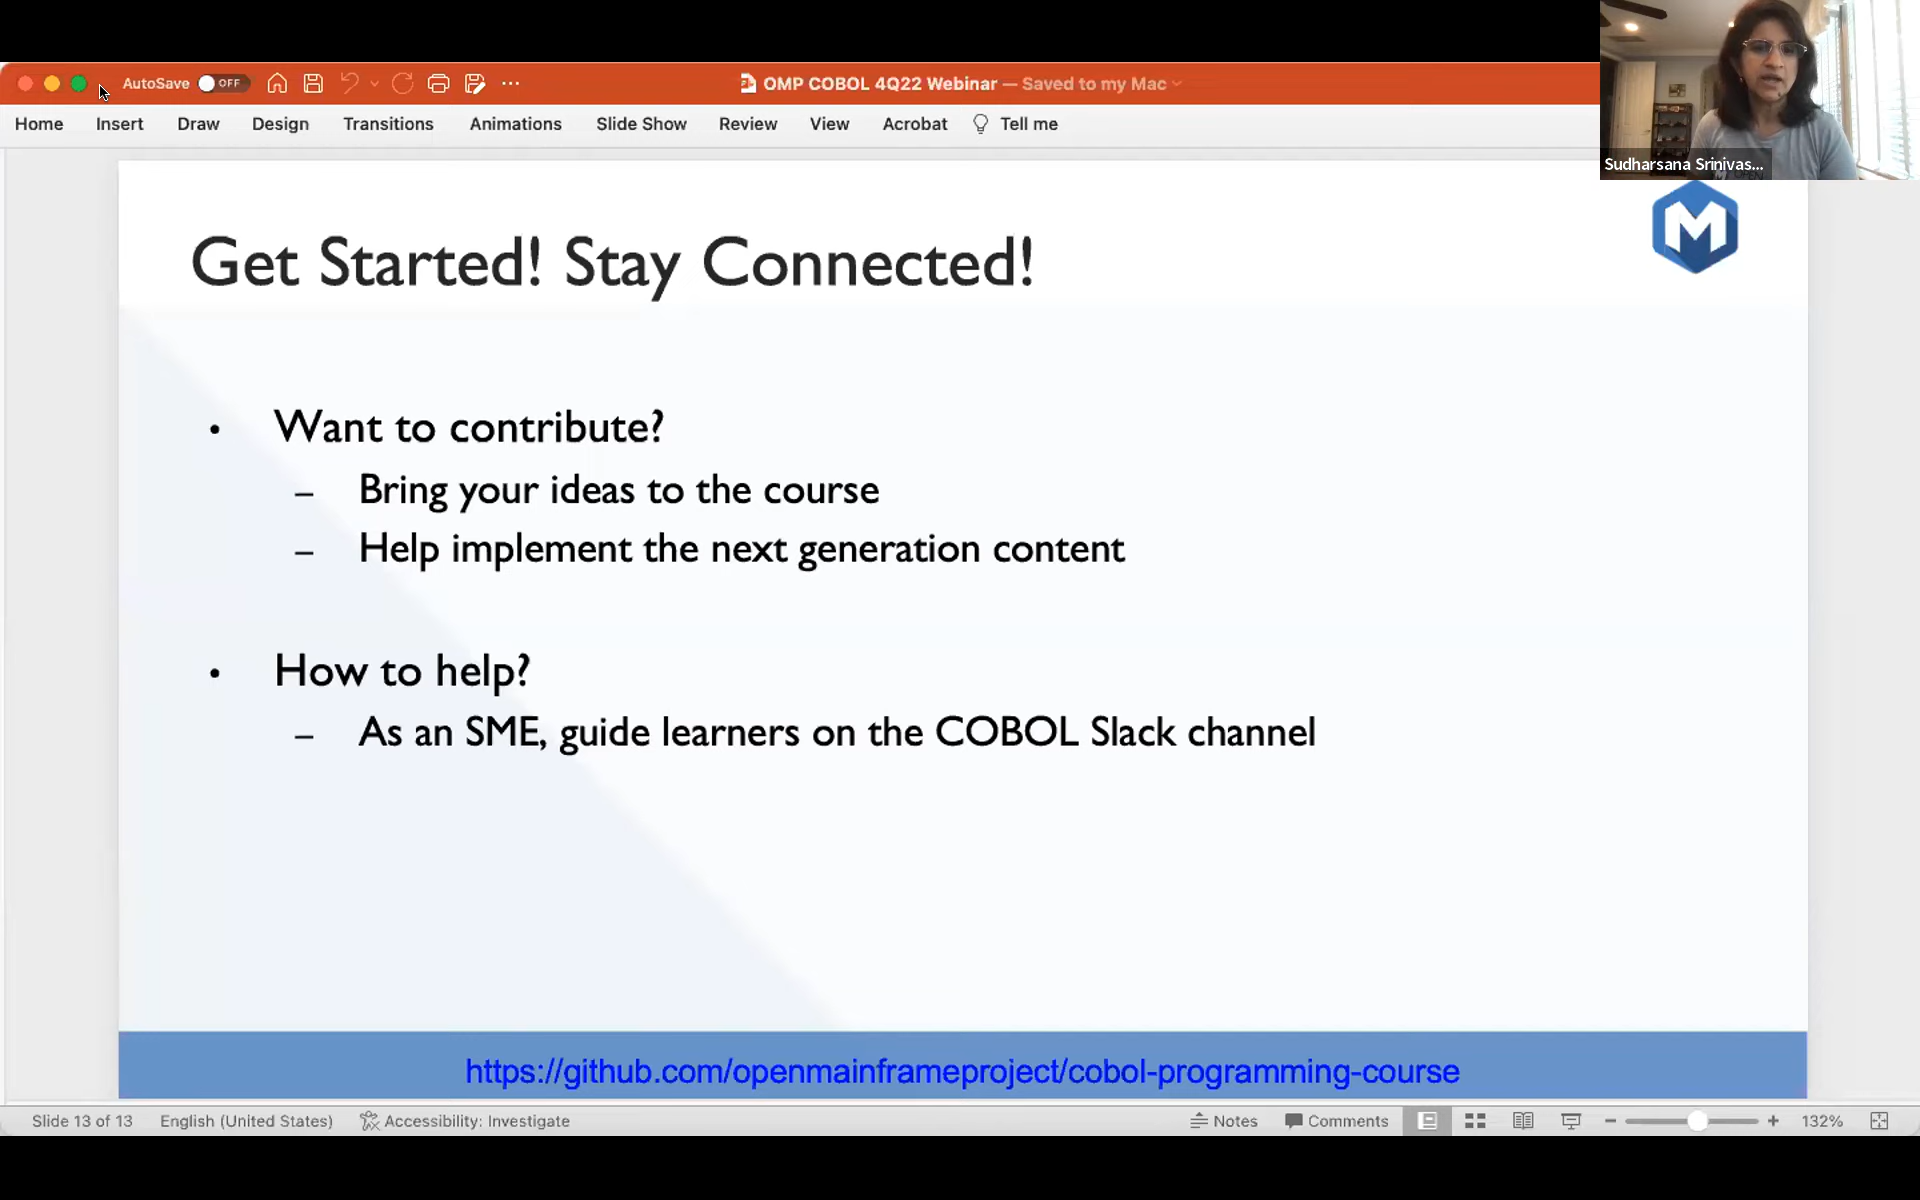 AutoSave OFF
OMP COBOL 4Q22 Webinar — Saved to my Mac
Home Insert Draw Design Transitions Animations Slide Show Review View Acrobat Tell me
Sudharsana Srinivas...
Get Started! Stay Connected!
• Want to contribute?
– Bring your ideas to the course
– Help implement the next generation content
• How to help?
– As an SME, guide learners on the COBOL Slack channel
https://github.com/openmainframeproject/cobol-programming-course
Slide 13 of 13 English (United States) Accessibility: Investigate Notes Comments 132%